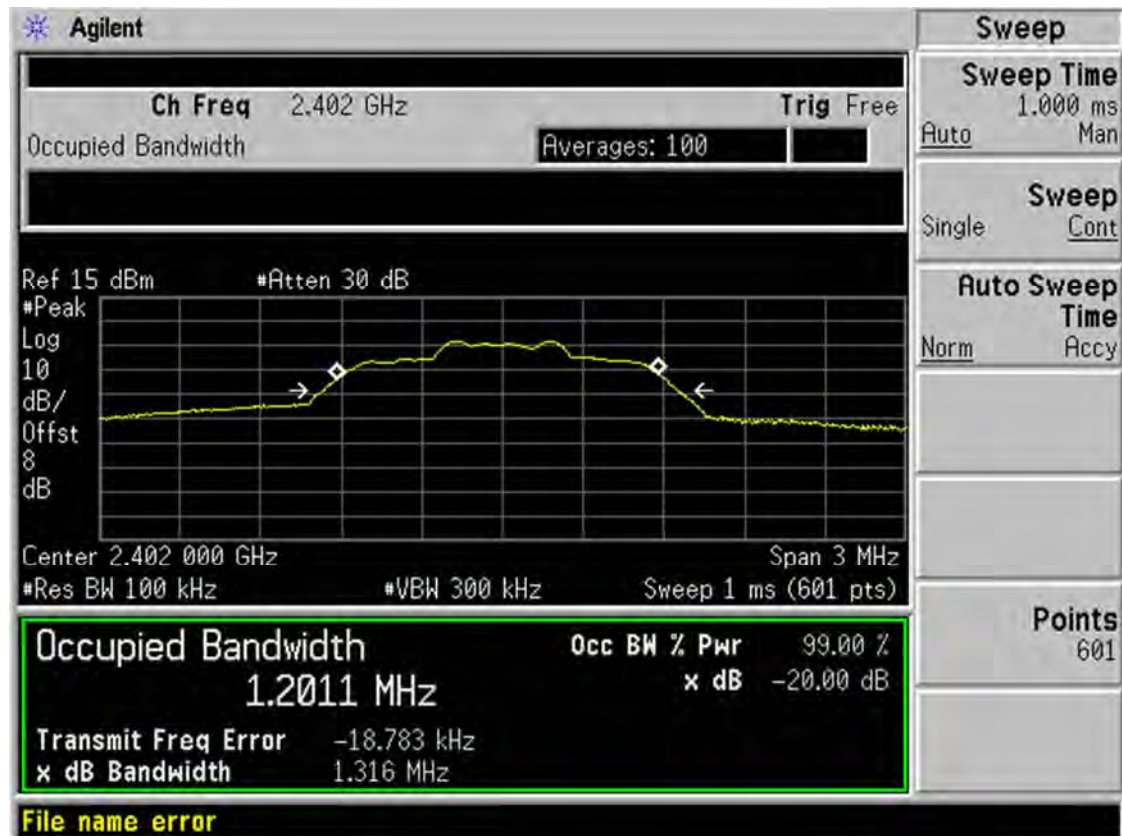 Agilent
Sweep
Ch Freq 2.402 GHz Trig Free
Occupied Bandwidth Averages: 100
Ref 15 dBm #Atten 30 dB
#Peak
Log
10
dB/
Offst
8
dB
Center 2.402 000 GHz Span 3 MHz
#Res BW 100 kHz #VBW 300 kHz Sweep 1 ms (601 pts)
Occupied Bandwidth
1.2011 MHz
Occ BW % Pwr 99.00 %
x dB -20.00 dB
Transmit Freq Error -18.783 kHz
x dB Bandwidth 1.316 MHz
File name error
Sweep Time
1.000 ms
Auto Man
Sweep
Single Cont
Auto Sweep
Time
Norm Accy
Points
601